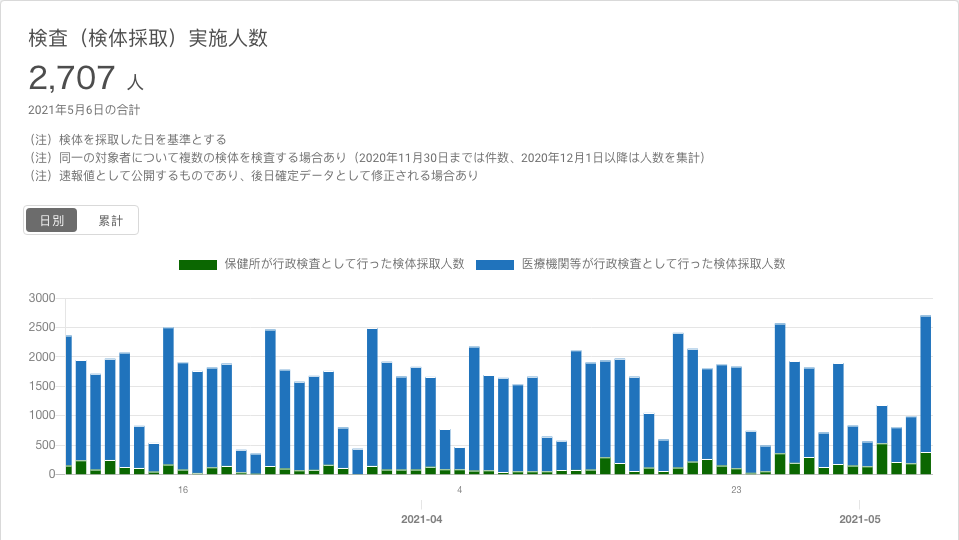 検査（検体採取）実施人数
2,707 人
2021年5月6日の合計
（注）検体を採取した日を基準とする
（注）同一の対象者について複数の検体を検査する場合あり（2020年11月30日までは件数、2020年12月1日以降は人数を集計）
（注）速報値として公開するものであり、後日確定データとして修正される場合あり
日別 累計
保健所が行政検査として行った検体採取人数 医療機関等が行政検査として行った検体採取人数
3000
2500
2000
1500
1000
500
0
16 4 23
2021-04 2021-05